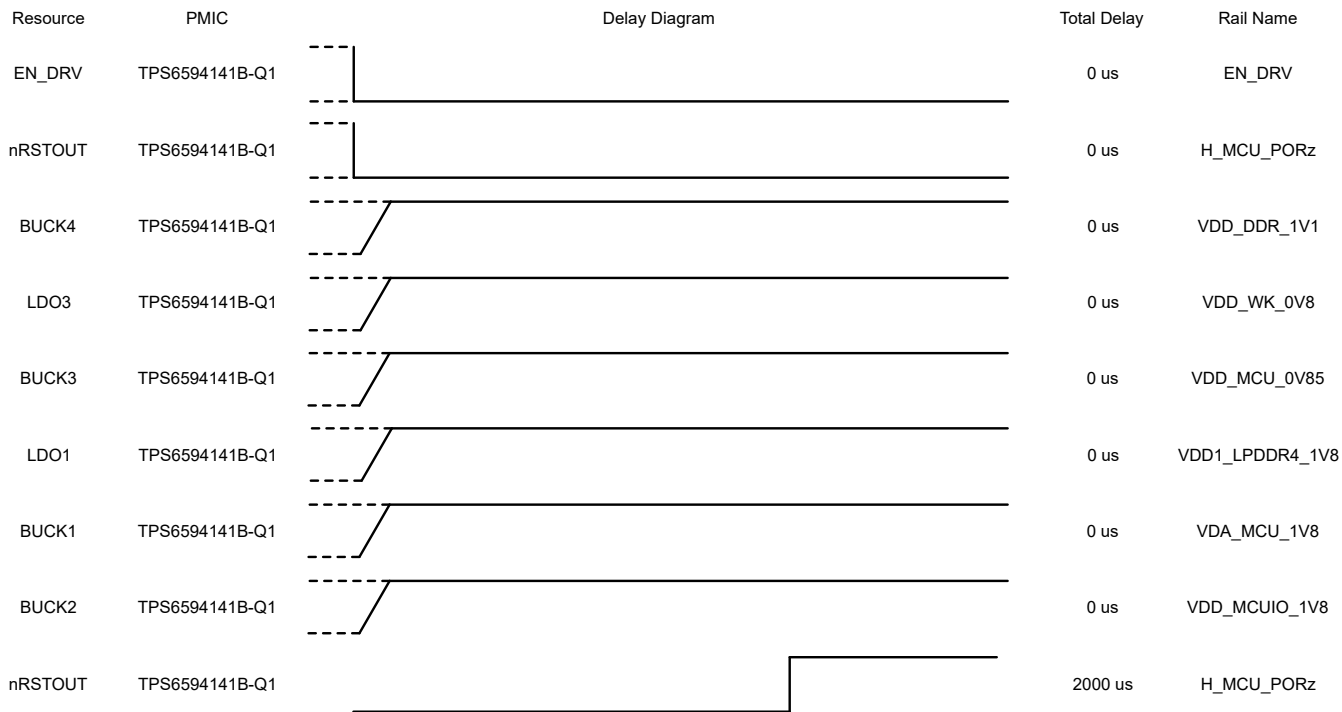 Resource PMIC Delay Diagram Total Delay Rail Name
EN_DRV TPS6594141B-Q1 0 us EN_DRV
nRSTOUT TPS6594141B-Q1 0 us H_MCU_PORz
BUCK4 TPS6594141B-Q1 0 us VDD_DDR_1V1
LDO3 TPS6594141B-Q1 0 us VDD_WK_0V8
BUCK3 TPS6594141B-Q1 0 us VDD_MCU_0V85
LDO1 TPS6594141B-Q1 0 us VDD1_LPDDR4_1V8
BUCK1 TPS6594141B-Q1 0 us VDA_MCU_1V8
BUCK2 TPS6594141B-Q1 0 us VDD_MCUIO_1V8
nRSTOUT TPS6594141B-Q1 2000 us H_MCU_PORz